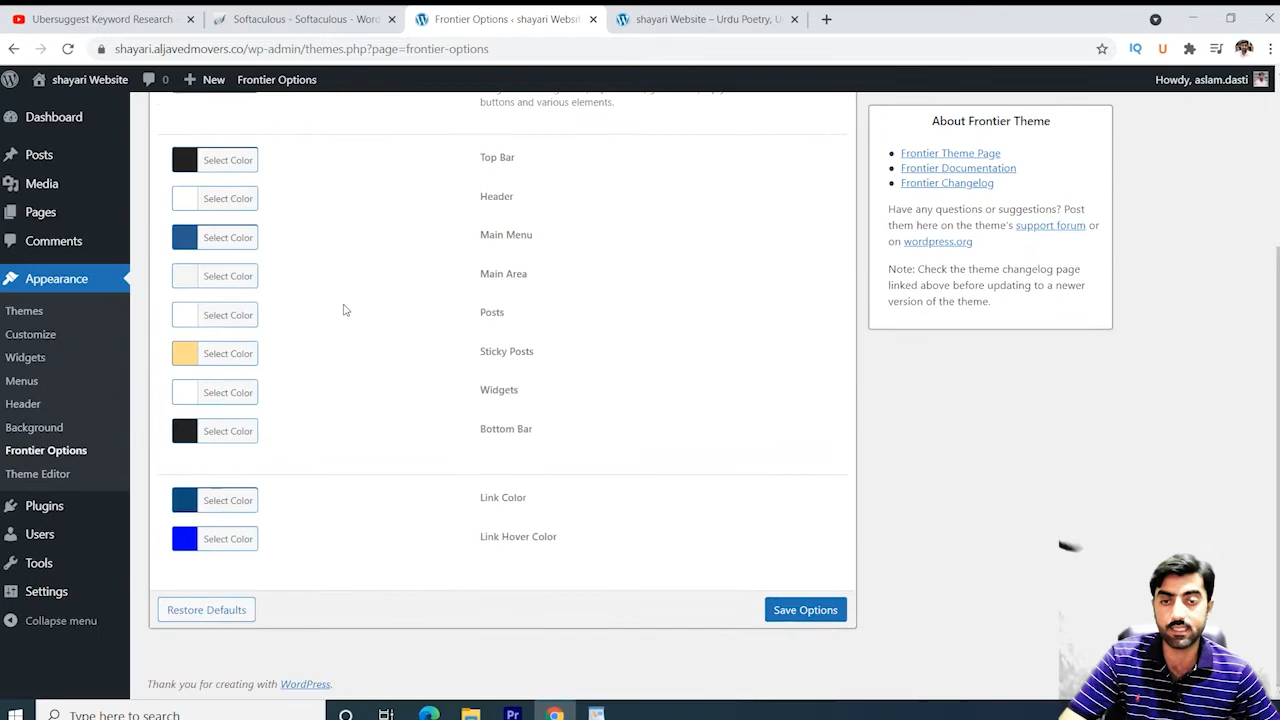 Ubersuggest Keyword Research
Softaculous - Softaculous - Wor
Frontier Options ‹ shayari Websit
shayari Website – Urdu Poetry, U
shayari.aljavedmovers.co/wp-admin/themes.php?page=frontier-options
IQ
U
shayari Website
0
New
Frontier Options
Howdy, aslam.dasti
Dashboard
Posts
Media
Pages
Comments
Appearance
Themes
Customize
Widgets
Menus
Header
Background
Frontier Options
Theme Editor
Plugins
Users
Tools
Settings
Collapse menu
buttons and various elements.
Select Color
Top Bar
Select Color
Header
Select Color
Main Menu
Select Color
Main Area
Select Color
Posts
Select Color
Sticky Posts
Select Color
Widgets
Select Color
Bottom Bar
Select Color
Link Color
Select Color
Link Hover Color
Restore Defaults
Save Options
About Frontier Theme
Frontier Theme Page
Frontier Documentation
Frontier Changelog
Have any questions or suggestions? Post
them here on the theme's support forum or
on wordpress.org
Note: Check the theme changelog page
linked above before updating to a newer
version of the theme.
Thank you for creating with WordPress.
Type here to search
Pr